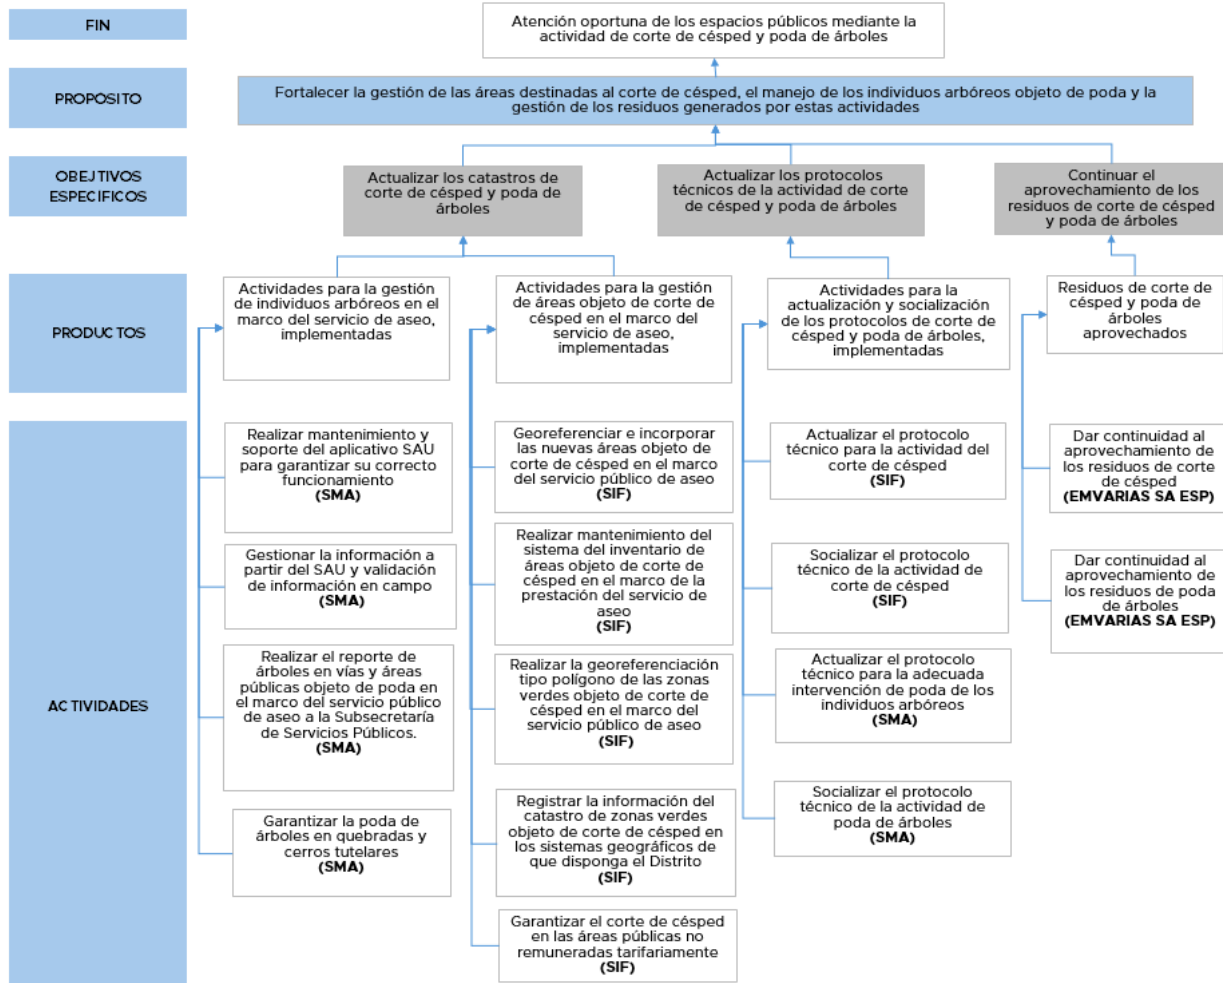 FIN
Atención oportuna de los espacios públicos mediante la
actividad de corte de césped y poda de árboles
PROPÓSITO
Fortalecer la gestión de las áreas destinadas al corte de césped, el manejo de los individuos arbóreos objeto de poda y la
gestión de los residuos generados por estas actividades
OBEJTIVOS
ESPECÍFICOS
Actualizar los catastros de
corte de césped y poda de
árboles
Actualizar los protocolos
técnicos de la actividad de corte
de césped y poda de árboles
Continuar el
aprovechamiento de los
residuos de corte de césped
y poda de árboles
PRODUCTOS
Actividades para la gestión
de individuos arbóreos en el
marco del servicio de aseo,
implementadas
Actividades para la gestión
de áreas objeto de corte de
césped en el marco del
servicio de aseo,
implementadas
Actividades para la
actualización y socialización
de los protocolos de corte de
césped y poda de árboles,
implementadas
Residuos de corte de
césped y poda de
árboles
aprovechados
ACTIVIDADES
Realizar mantenimiento y
soporte del aplicativo SAU
para garantizar su correcto
funcionamiento
(SMA)
Gestionar la información a
partir del SAU y validación
de información en campo
(SMA)
Realizar el reporte de
árboles en vías y áreas
públicas objeto de poda en
el marco del servicio público
de aseo a la Subsecretaría
de Servicios Públicos.
(SMA)
Garantizar la poda de
árboles en quebradas y
cerros tutelares
(SMA)
Georeferenciar e incorporar
las nuevas áreas objeto de
corte de césped en el marco
del servicio público de aseo
(SIF)
Realizar mantenimiento del
sistema del inventario de
áreas objeto de corte de
césped en el marco de la
prestación del servicio de
aseo
(SIF)
Realizar la georeferenciación
tipo polígono de las zonas
verdes objeto de corte de
césped en el marco del
servicio público de aseo
(SIF)
Registrar la información del
catastro de zonas verdes
objeto de corte de césped en
los sistemas geográficos de
que disponga el Distrito
(SIF)
Garantizar el corte de césped
en las áreas públicas no
remuneradas tarifariamente
(SIF)
Actualizar el protocolo
técnico para la actividad del
corte de césped
(SIF)
Socializar el protocolo
técnico de la actividad de
corte de césped
(SIF)
Actualizar el protocolo
técnico para la adecuada
intervención de poda de los
individuos arbóreos
(SMA)
Socializar el protocolo
técnico de la actividad de
poda de árboles
(SMA)
Dar continuidad al
aprovechamiento de
los residuos de corte
de césped
(EMVARIAS SA ESP)
Dar continuidad al
aprovechamiento de
los residuos de poda
de árboles
(EMVARIAS SA ESP)